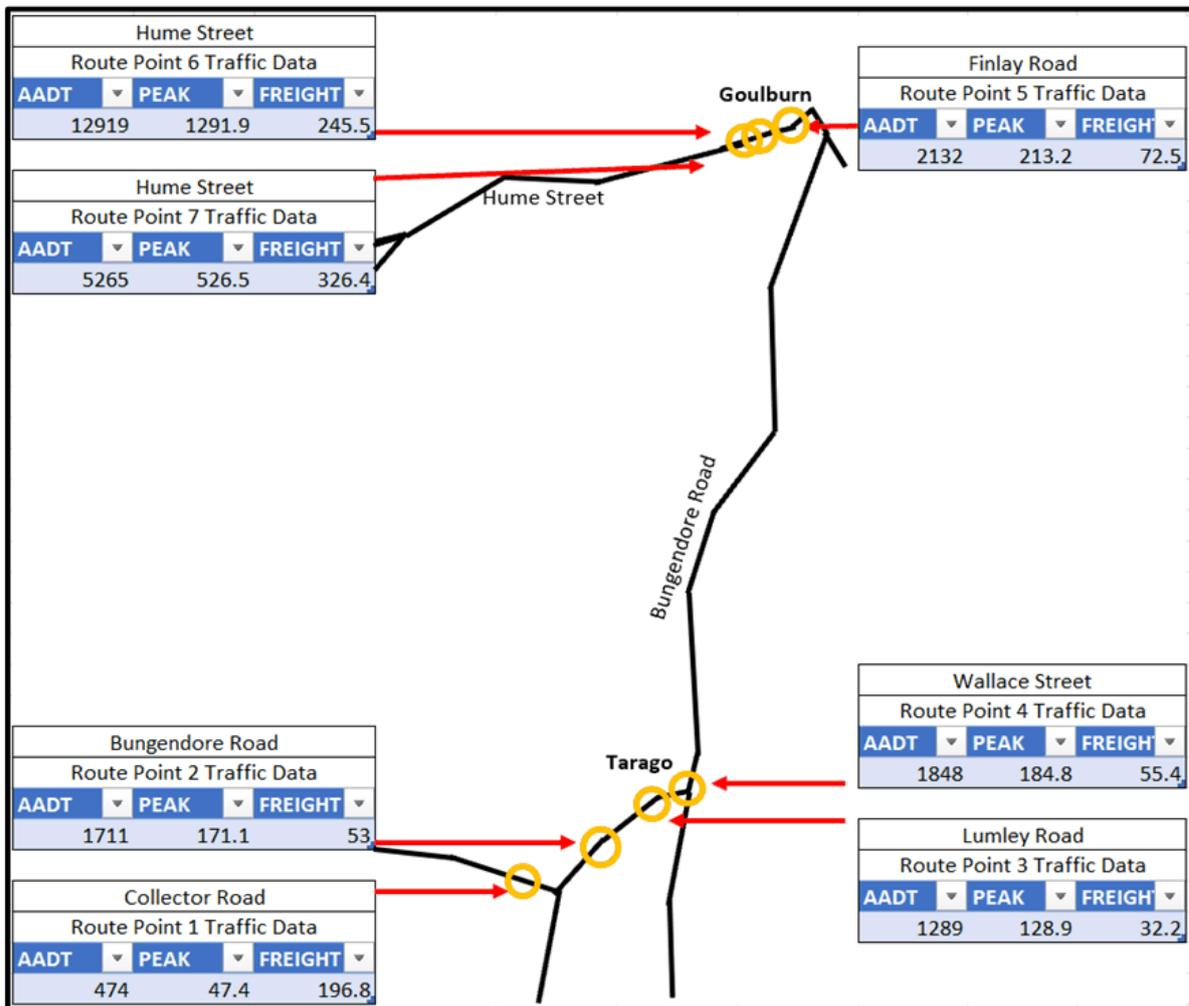 Hume Street
Route Point 6 Traffic Data
AADT PEAK FREIGHT
12919 1291.9 245.5
Hume Street
Route Point 7 Traffic Data
AADT PEAK FREIGHT
5265 526.5 326.4
Goulburn
Finlay Road
Route Point 5 Traffic Data
AADT PEAK FREIGHT
2132 213.2 72.5
Hume Street
Bungendore Road
Tarago
Bungendore Road
Route Point 2 Traffic Data
AADT PEAK FREIGHT
1711 171.1 53
Collector Road
Route Point 1 Traffic Data
AADT PEAK FREIGHT
474 47.4 196.8
Wallace Street
Route Point 4 Traffic Data
AADT PEAK FREIGHT
1848 184.8 55.4
Lumley Road
Route Point 3 Traffic Data
AADT PEAK FREIGHT
1289 128.9 32.2